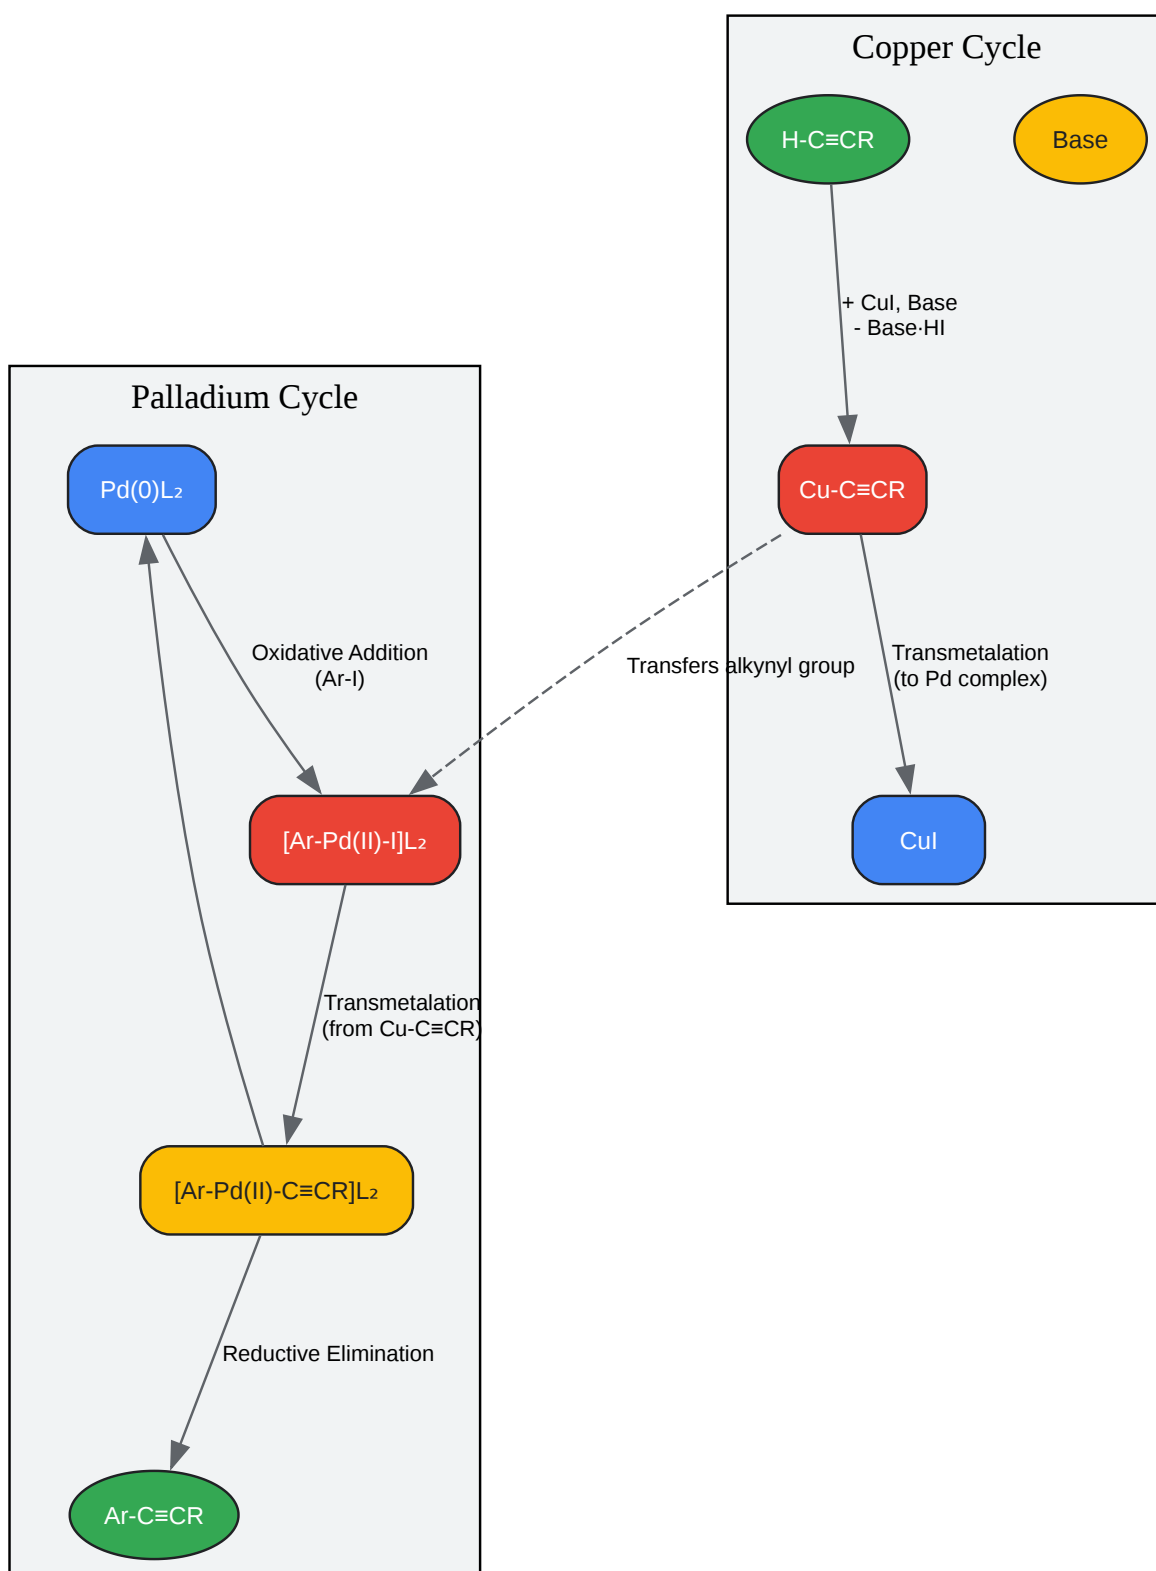 Copper Cycle
H-C≡CR
Base
+ CuI, Base
- Base·HI
Palladium Cycle
Pd(0)L₂
Cu-C≡CR
Oxidative Addition
(Ar-I)
Transfers alkynyl group
Transmetalation
(to Pd complex)
[Ar-Pd(II)-I]L₂
CuI
Transmetalation
(from Cu-C≡CR)
[Ar-Pd(II)-C≡CR]L₂
Reductive Elimination
Ar-C≡CR